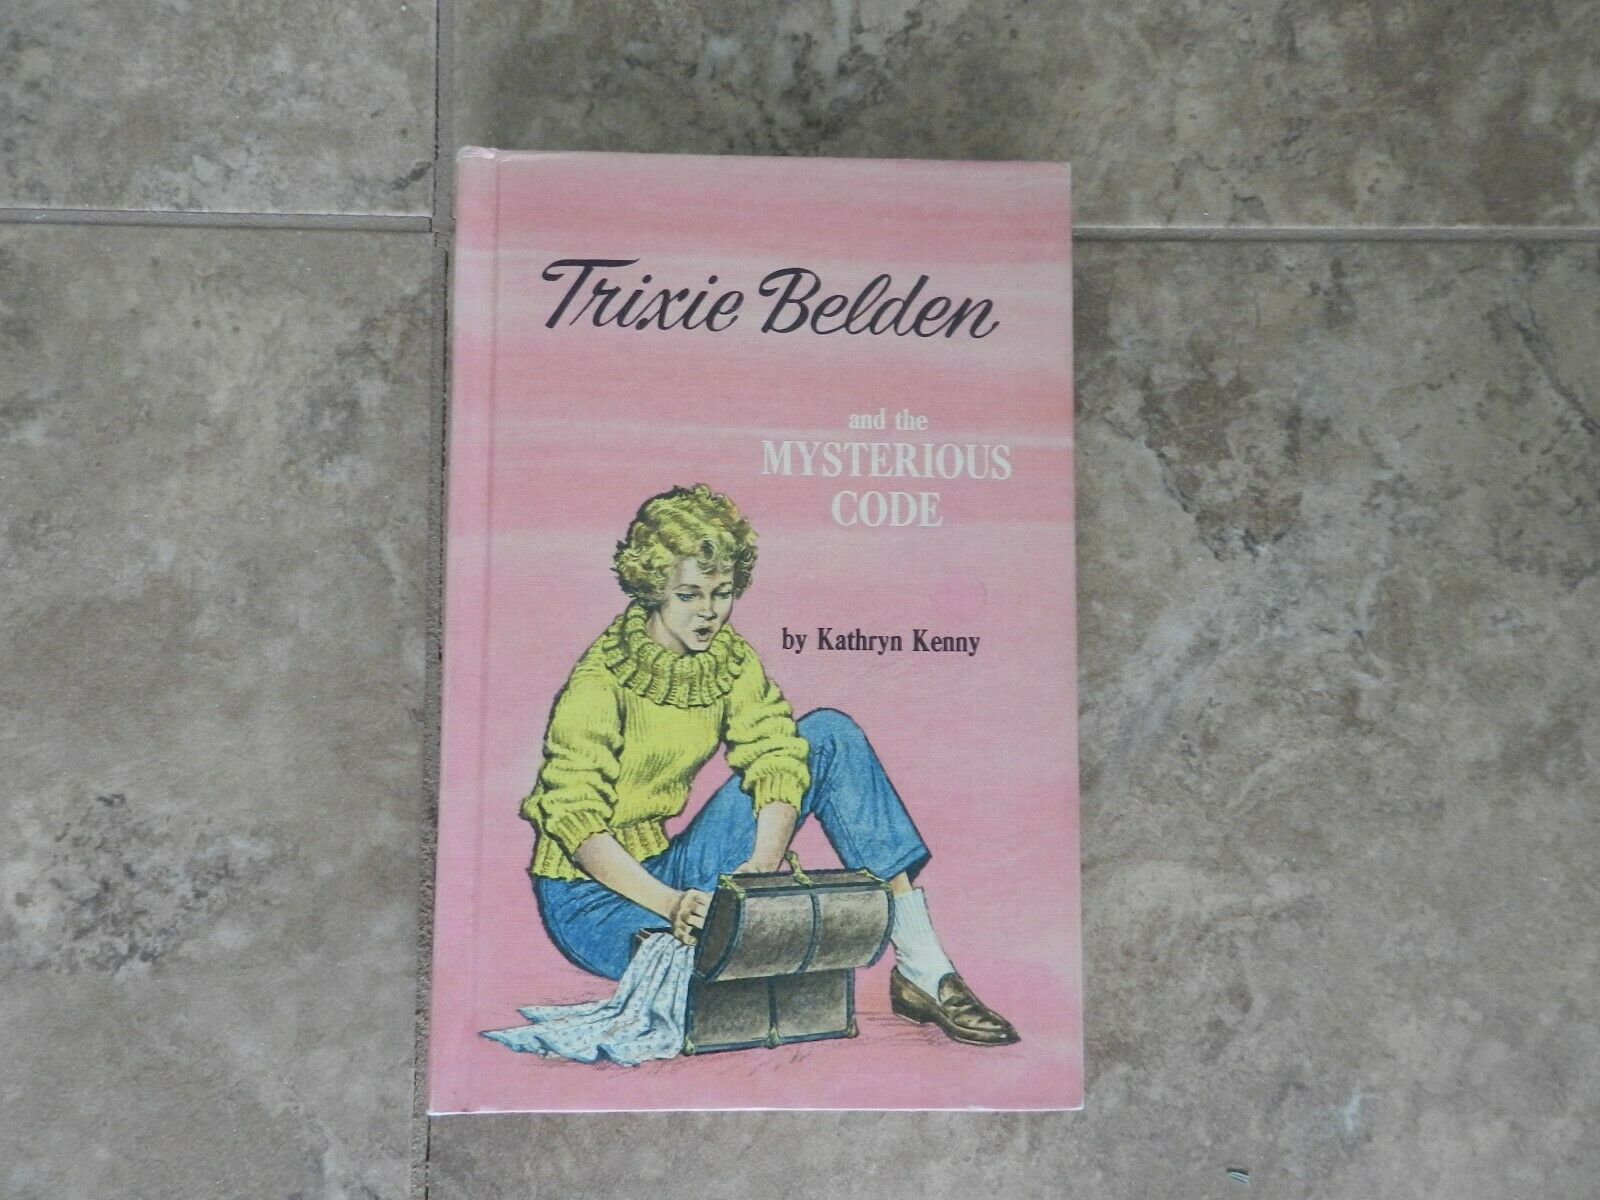 Trixie Belden
and the
MYSTERIOUS
CODE
by Kathryn Kenny